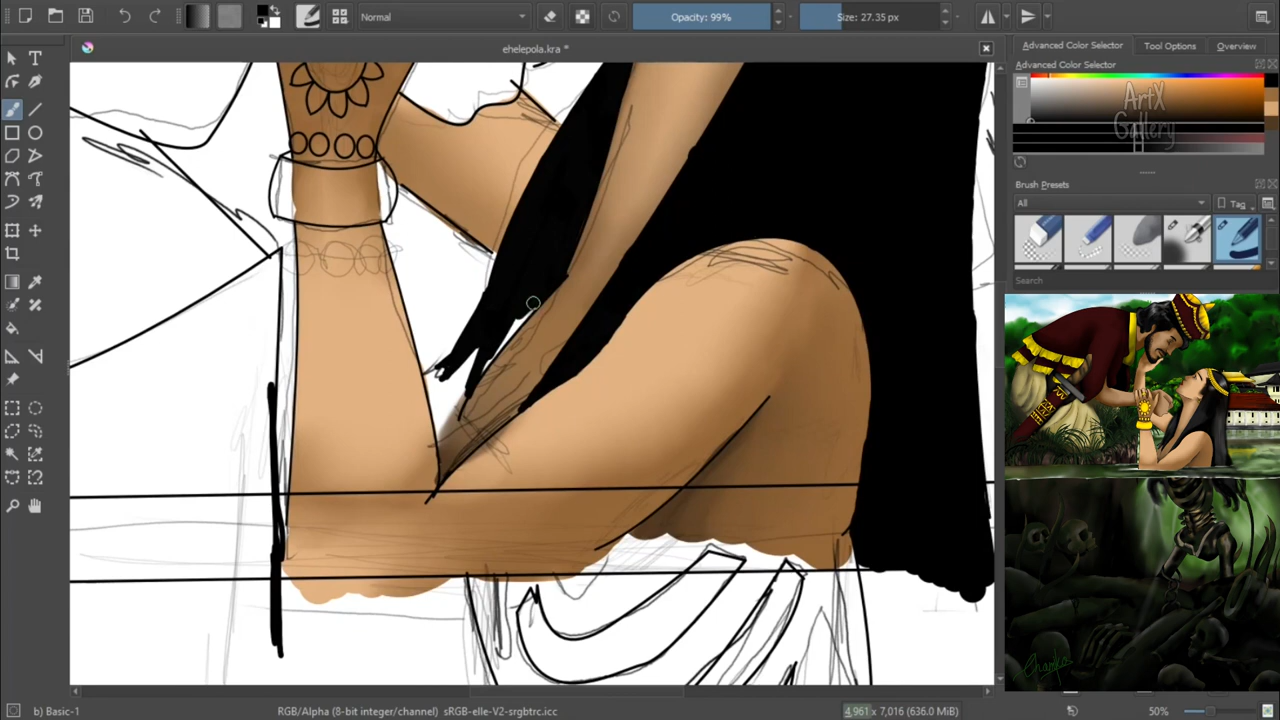 Normal
Opacity: 99%
Size: 27.35 px
ehelepola.kra *
Advanced Color Selector
Tool Options
Overview
Advanced Color Selector
ArtX
Gallery
Brush Presets
All
Tag
Search
b) Basic-1
RGB/Alpha (8-bit integer/channel) sRGB-elle-V2-srgbtrc.icc
4,961 x 7,016 (636.0 MiB)
50%